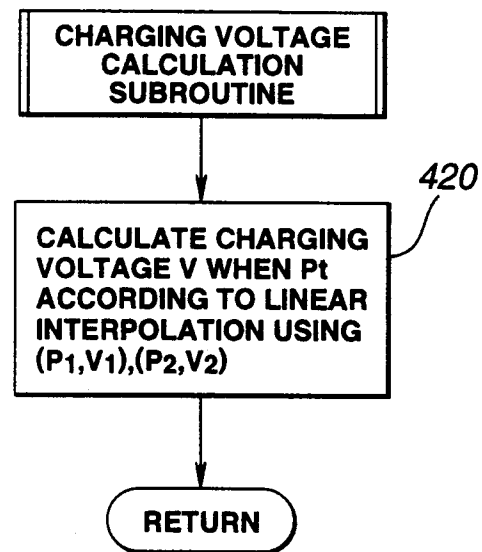 CHARGING VOLTAGE
CALCULATION
SUBROUTINE
420
CALCULATE CHARGING
VOLTAGE V WHEN Pt
ACCORDING TO LINEAR
INTERPOLATION USING
(P1,V1),(P2,V2)
RETURN